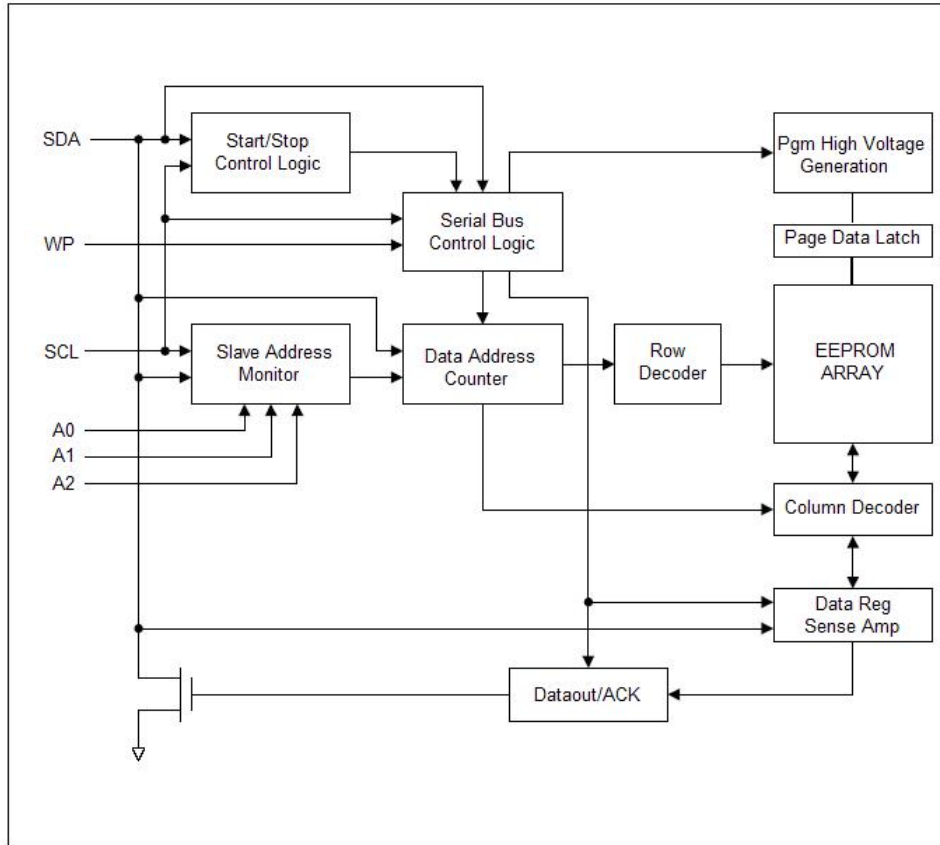 SDA
Start/Stop
Control Logic
Pgm High Voltage
Generation
WP
Serial Bus
Control Logic
Page Data Latch
SCL
Slave Address
Monitor
Data Address
Counter
Row
Decoder
EEPROM
ARRAY
A0
A1
A2
Column Decoder
Data Reg
Sense Amp
Dataout/ACK